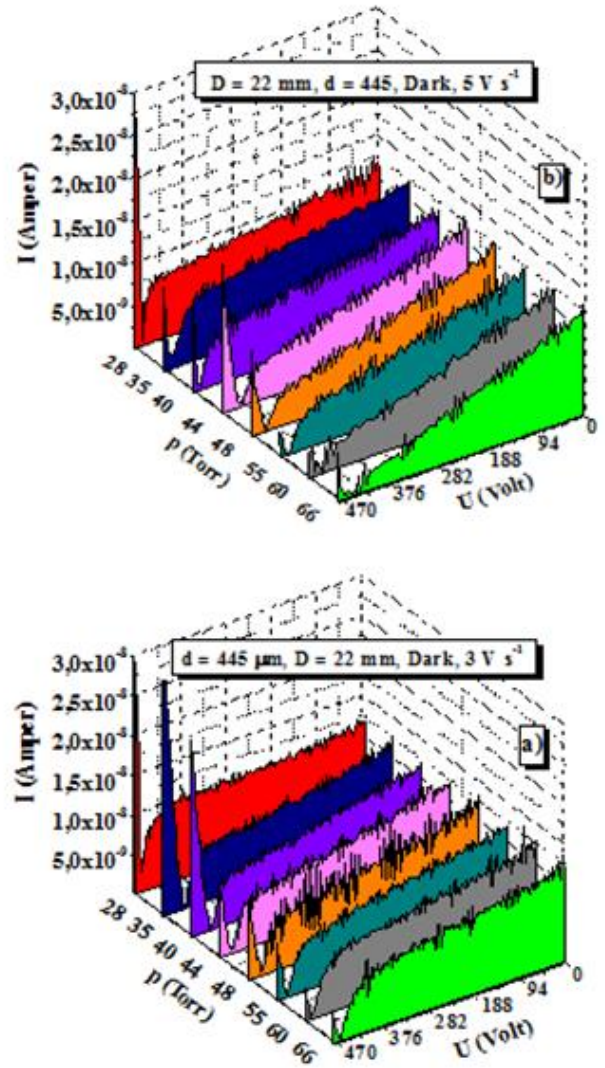 D = 22 mm, d = 445, Dark, 5 V s⁻¹
b)
3,0x10⁻⁸
2,5x10⁻⁸
2,0x10⁻⁸
1,5x10⁻⁸
1,0x10⁻⁸
5,0x10⁻⁹
I (Amper)
28
35
40
44
48
55
60
66
p (Torr)
470
376
282
188
94
0
U (Volt)
d = 445 µm, D = 22 mm, Dark, 3 V s⁻¹
a)
3,0x10⁻⁸
2,5x10⁻⁸
2,0x10⁻⁸
1,5x10⁻⁸
1,0x10⁻⁸
5,0x10⁻⁹
I (Amper)
28
35
40
44
48
55
60
66
p (Torr)
470
376
282
188
94
0
U (Volt)